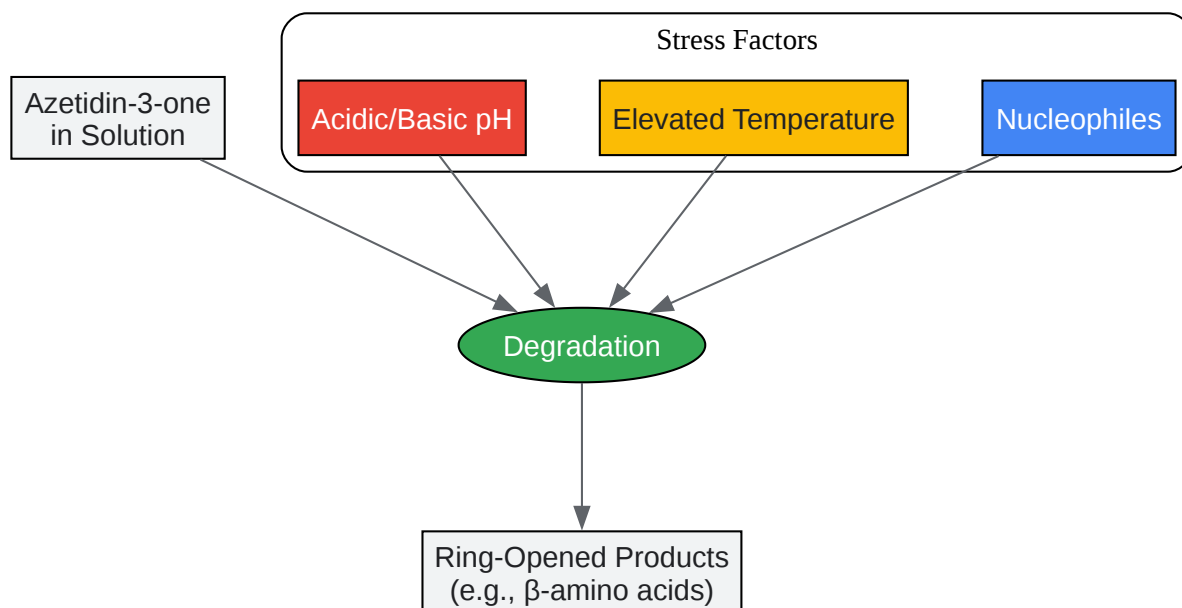 Stress Factors
Azetidin-3-one
in Solution
Acidic/Basic pH
Elevated Temperature
Nucleophiles
Degradation
Ring-Opened Products
(e.g., β-amino acids)